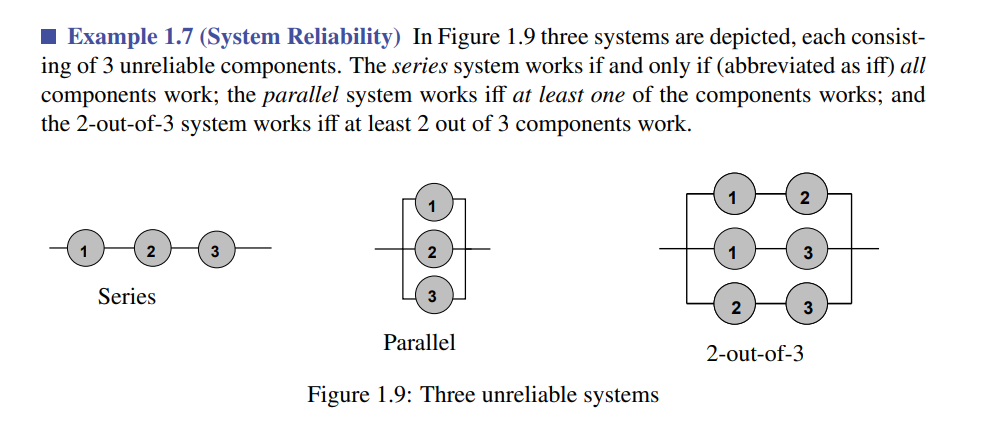 Example 1.7 (System Reliability) In Figure 1.9 three systems are depicted, each consist-
ing of 3 unreliable components. The series system works if and only if (abbreviated as iff) all
components work; the parallel system works iff at least one of the components works; and
the 2-out-of-3 system works iff at least 2 out of 3 components work.
1 2 3
Series
1
2
3
Parallel
1 2
1 3
2 3
2-out-of-3
Figure 1.9: Three unreliable systems